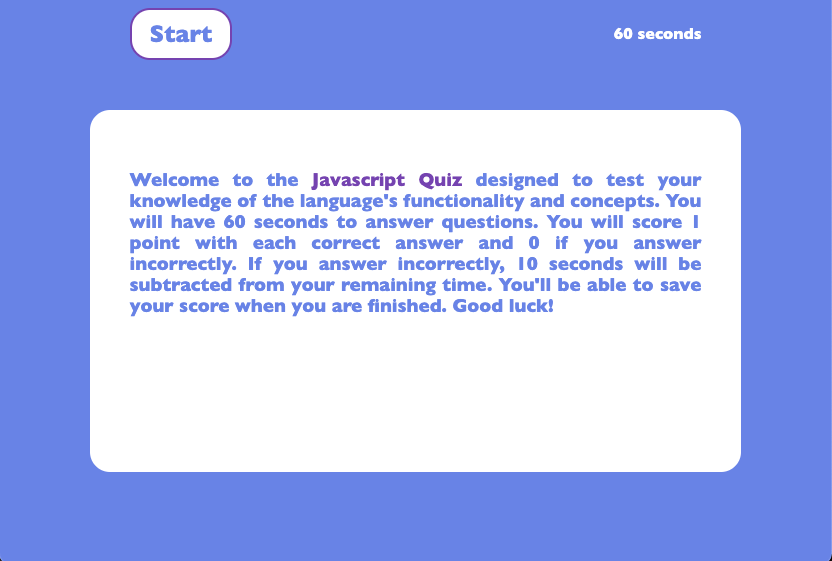 Start
60 seconds
Welcome to the Javascript Quiz designed to test your
knowledge of the language's functionality and concepts. You
will have 60 seconds to answer questions. You will score 1
point with each correct answer and 0 if you answer
incorrectly. If you answer incorrectly, 10 seconds will be
subtracted from your remaining time. You'll be able to save
your score when you are finished. Good luck!